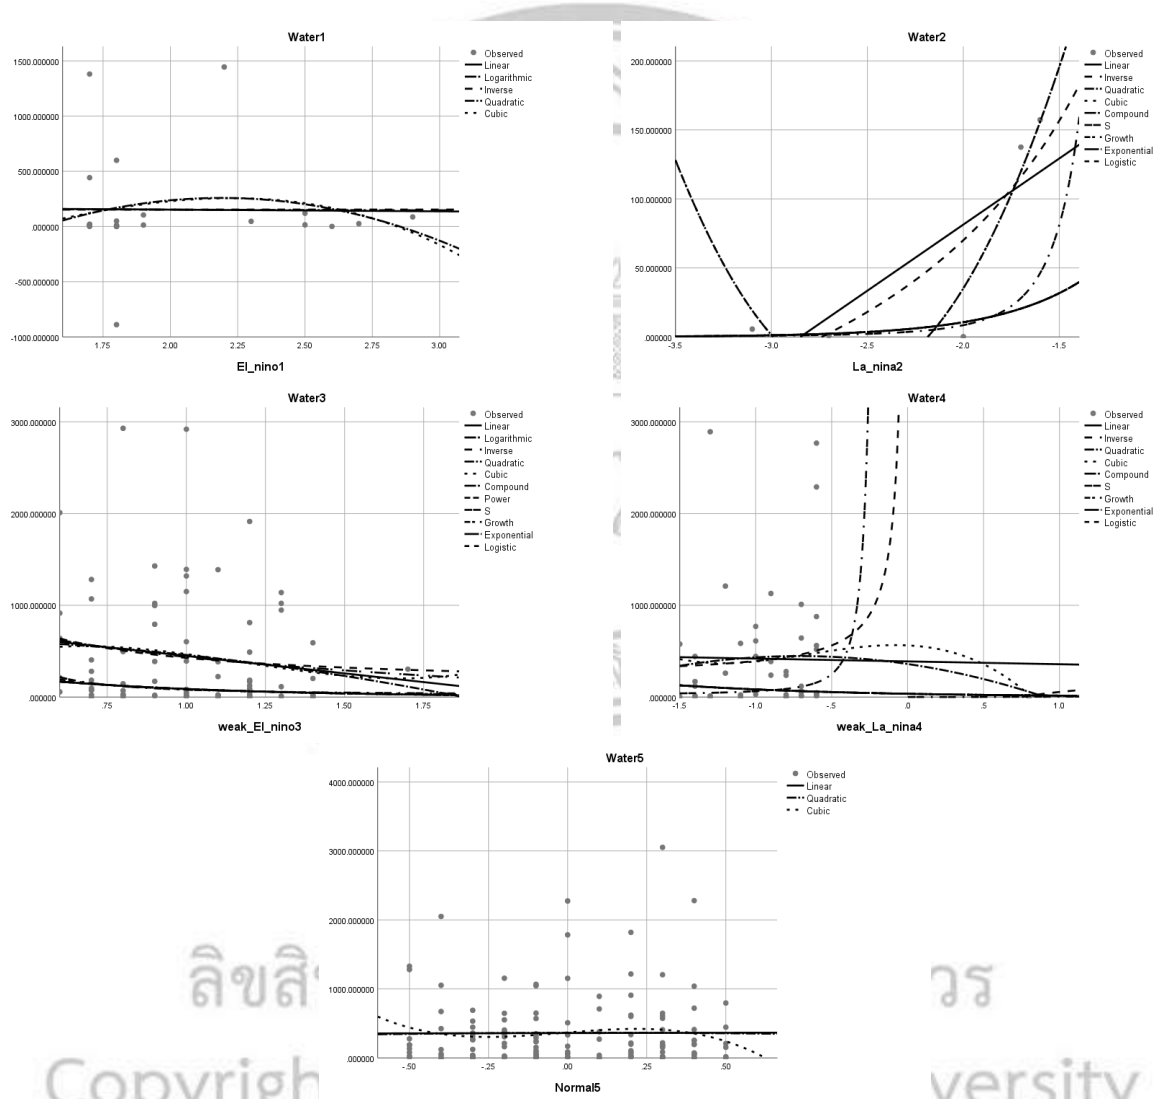 Water1
1500.000000
1000.000000
500.000000
.000000
-500.000000
-1000.000000
1.75 2.00 2.25 2.50 2.75 3.00
El_nino1
Observed
Linear
Logarithmic
Inverse
Quadratic
Cubic
Water2
200.000000
150.000000
100.000000
50.000000
.000000
-3.5 -3.0 -2.5 -2.0 -1.5
La_nina2
Observed
Linear
Inverse
Quadratic
Cubic
Compound
S
Growth
Exponential
Logistic
Water3
3000.000000
2000.000000
1000.000000
.000000
.75 1.00 1.25 1.50 1.75
weak_El_nino3
Observed
Linear
Logarithmic
Inverse
Quadratic
Cubic
Compound
Power
S
Growth
Exponential
Logistic
Water4
3000.000000
2000.000000
1000.000000
.000000
-1.5 -1.0 -.5 .0 .5 1.0
weak_La_nina4
Observed
Linear
Inverse
Quadratic
Cubic
Compound
S
Growth
Exponential
Logistic
Water5
4000.000000
3000.000000
2000.000000
1000.000000
.000000
-.50 -.25 .00 .25 .50
Normal5
Observed
Linear
Quadratic
Cubic
ลิขสิ วร
Copyrigh versity